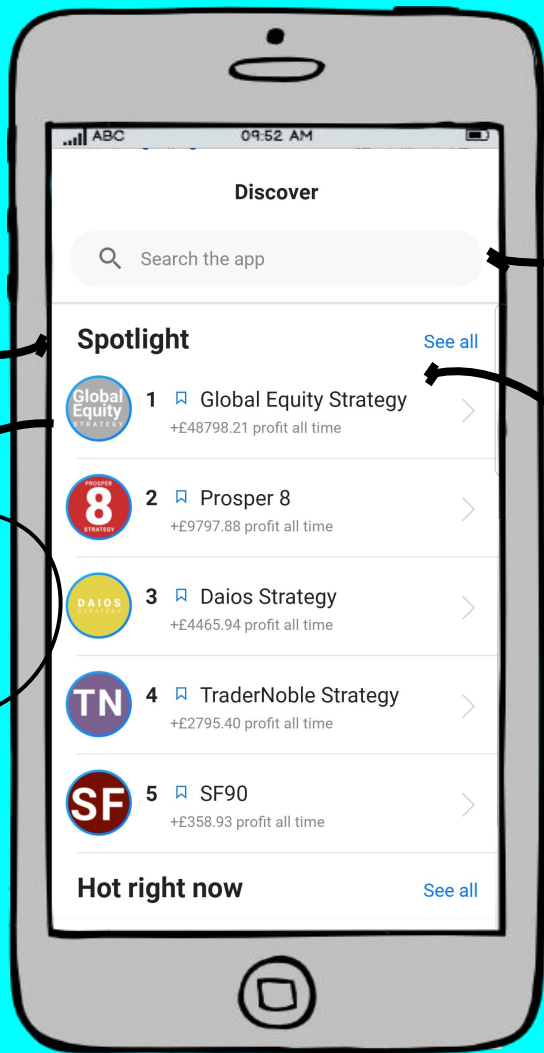 ABC 09:52 AM
Discover
Search the app
Spotlight See all
Global
Equity
STRATEGY
1 Global Equity Strategy
+£48798.21 profit all time
PROSPER
8
STRATEGY
2 Prosper 8
+£9797.88 profit all time
DAIOS
STRATEGY
3 Daios Strategy
+£4465.94 profit all time
TN
4 TraderNoble Strategy
+£2795.40 profit all time
SF
5 SF90
+£358.93 profit all time
Hot right now See all